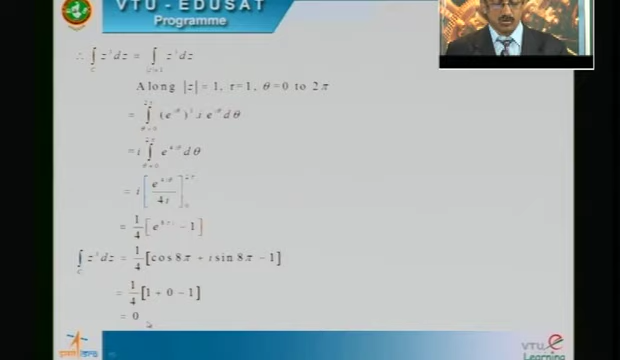 VTU - EDUSAT
Programme
∴ ∫_C z³ dz = ∫_{|z|=1} z³ dz
Along |z| = 1, r=1, θ=0 to 2π
= ∫_{θ=0}^{2π} (e^{iθ})³ . i e^{iθ} dθ
= i ∫_{θ=0}^{2π} e^{4iθ} dθ
= i [e^{4iθ}/4i]_0^{2π}
= 1/4 [e^{8πi} - 1]
∫_C z³ dz = 1/4 [cos 8π + i sin 8π - 1]
= 1/4 [1 + 0 - 1]
= 0
VTU e
Learning